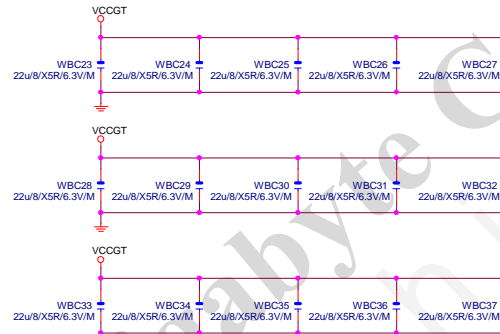 VCCGT
WBC23 WBC24 WBC25 WBC26 WBC27
22u/8/X5R/6.3V/M 22u/8/X5R/6.3V/M 22u/8/X5R/6.3V/M 22u/8/X5R/6.3V/M 22u/8/X5R/6.3V/M
VCCGT
WBC28 WBC29 WBC30 WBC31 WBC32
22u/8/X5R/6.3V/M 22u/8/X5R/6.3V/M 22u/8/X5R/6.3V/M 22u/8/X5R/6.3V/M 22u/8/X5R/6.3V/M
VCCGT
WBC33 WBC34 WBC35 WBC36 WBC37
22u/8/X5R/6.3V/M 22u/8/X5R/6.3V/M 22u/8/X5R/6.3V/M 22u/8/X5R/6.3V/M 22u/8/X5R/6.3V/M